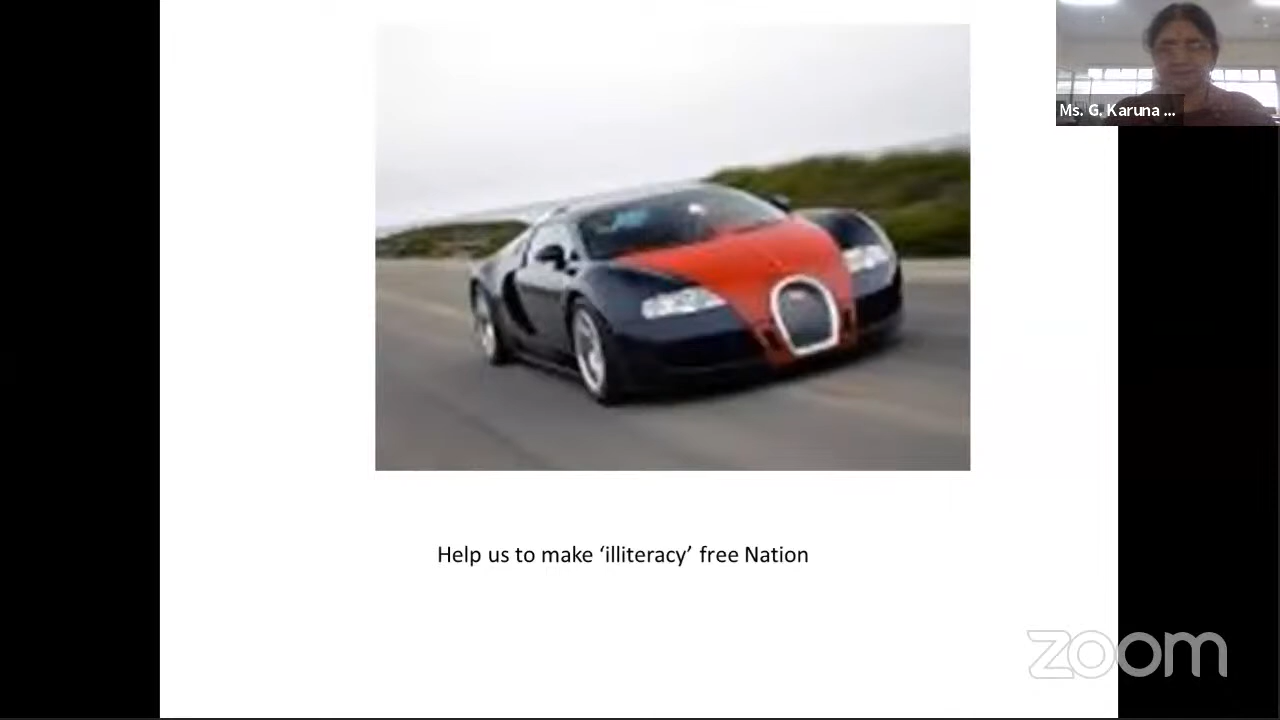 Ms. G. Karuna ...
Help us to make ‘illiteracy’ free Nation
zoom